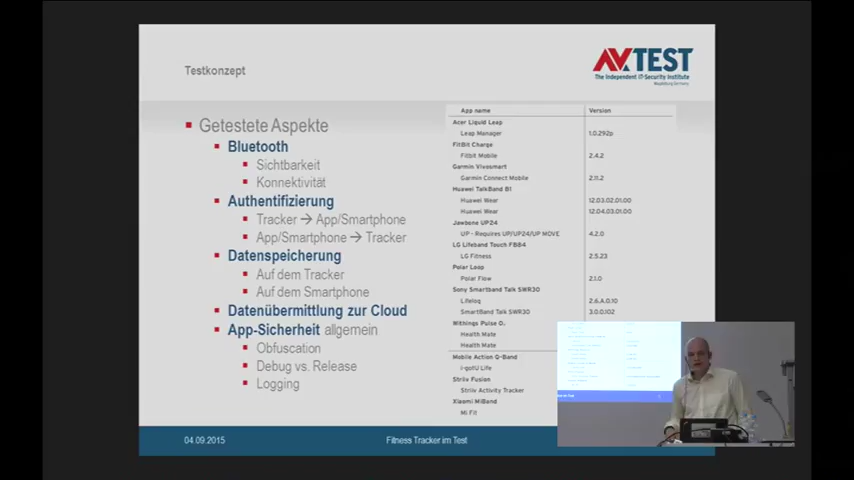 Testkonzept
AVTEST
The Independent IT-Security Institute
Magdeburg Germany
Getestete Aspekte
Bluetooth
Sichtbarkeit
Konnektivität
Authentifizierung
Tracker → App/Smartphone
App/Smartphone → Tracker
Datenspeicherung
Auf dem Tracker
Auf dem Smartphone
Datenübermittlung zur Cloud
App-Sicherheit allgemein
Obfuscation
Debug vs. Release
Logging
App name Version
Acer Liquid Leap
Leap Manager 1.0.292p
FitBit Charge
Fitbit Mobile 2.4.2
Garmin Vivosmart
Garmin Connect Mobile 2.11.2
Huawei TalkBand B1
Huawei Wear 12.03.02.01.00
Huawei Wear 12.04.03.01.00
Jawbone UP24
UP - Requires UP/UP24/UP MOVE 4.2.0
LG Lifeband Touch FB84
LG Fitness 2.5.23
Polar Loop
Polar Flow 2.1.0
Sony Smartband Talk SWR30
Lifelog 2.6.A.0.10
SmartBand Talk SWR30 3.0.0.102
Withings Pulse Oₓ
Health Mate
Health Mate
Mobile Action Q-Band
i-gotU Life
Striiv Fusion
Striiv Activity Tracker
Xiaomi MiBand
Mi Fit
04.09.2015
Fitness Tracker im Test